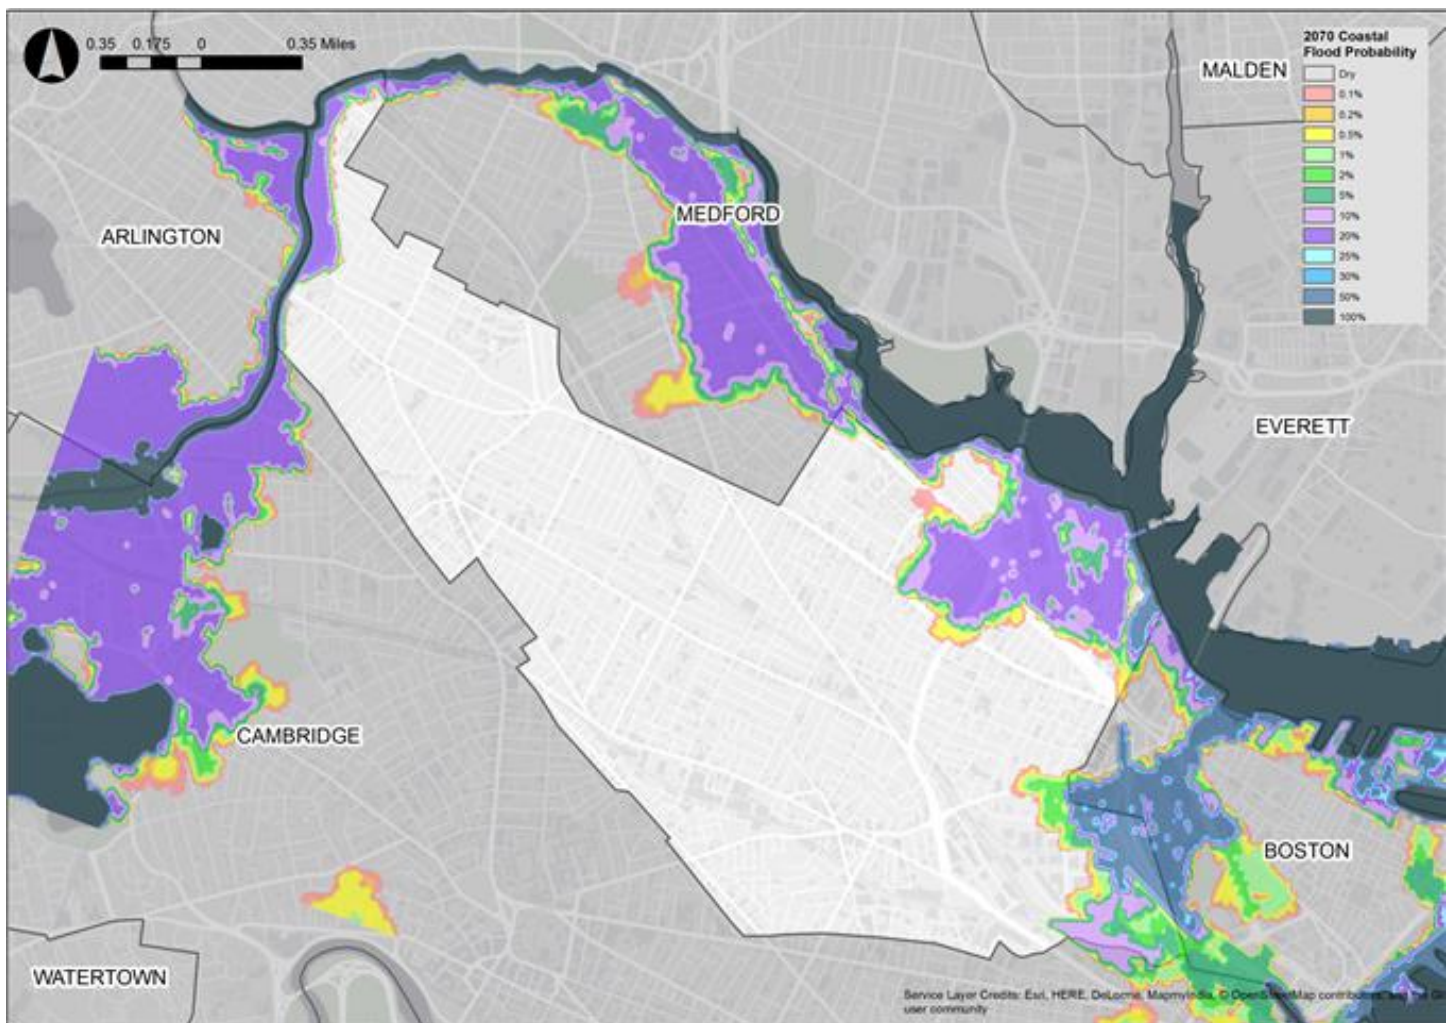 0.35 0.175 0 0.35 Miles
2070 Coastal
Flood Probability
Dry
0.1%
0.2%
0.5%
1%
2%
5%
10%
20%
25%
30%
50%
100%
MALDEN
MEDFORD
ARLINGTON
EVERETT
CAMBRIDGE
BOSTON
WATERTOWN
Service Layer Credits: Esri, HERE, DeLorme, MapmyIndia, © OpenStreetMap contributors, and the
user community